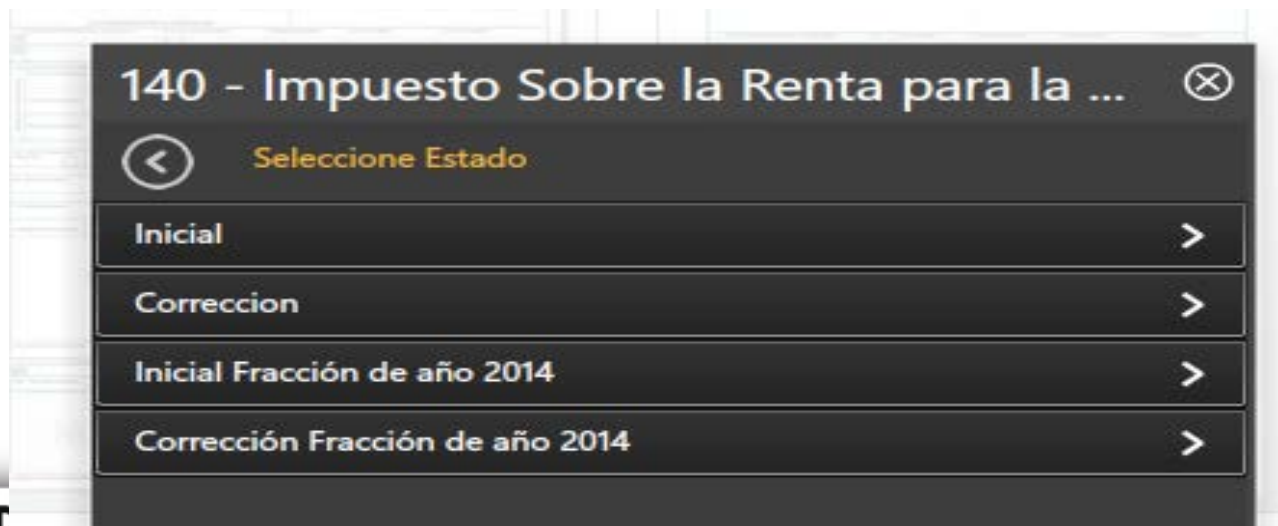 140 - Impuesto Sobre la Renta para la ...
Seleccione Estado
Inicial
Correccion
Inicial Fracción de año 2014
Corrección Fracción de año 2014